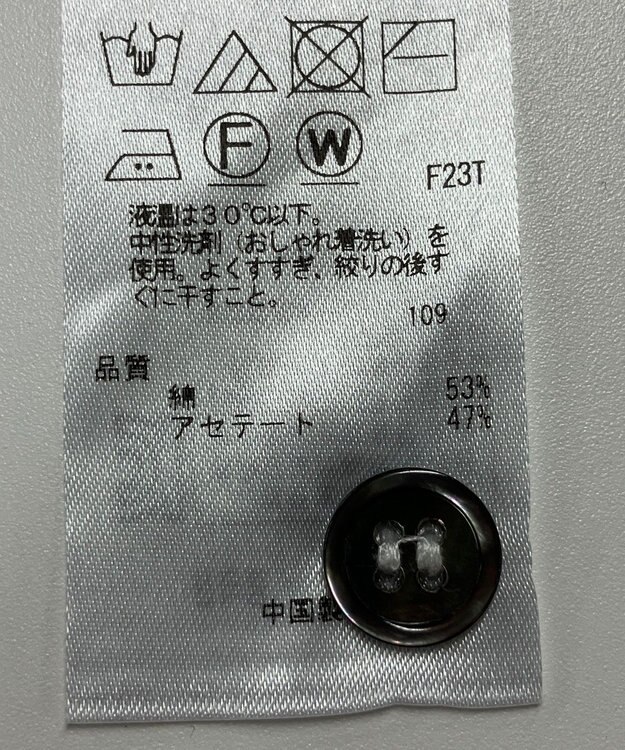 F W
F23T
液温は30℃以下。
中性洗剤(おしゃれ着洗い)を
使用。よくすすぎ、絞りの後す
ぐに干すこと。
109
品質
綿 53%
アセテート 47%
中国製